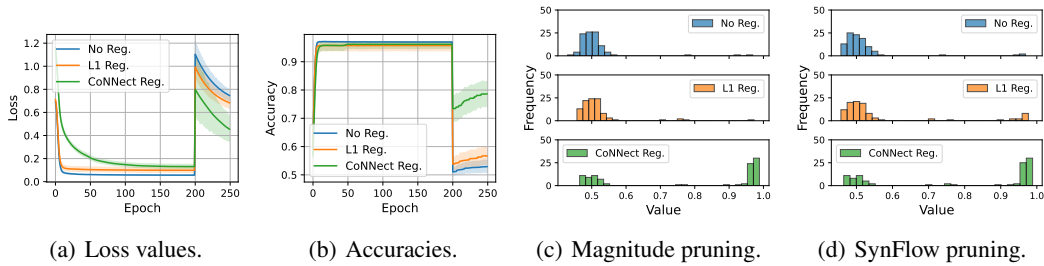 Loss
1.2
1.0
0.8
0.6
0.4
0.2
0.0
No Reg.
L1 Reg.
CoNNect Reg.
0 50 100 150 200 250
Epoch
(a) Loss values.
Accuracy
0.9
0.8
0.7
0.6
0.5
No Reg.
L1 Reg.
CoNNect Reg.
0 50 100 150 200 250
Epoch
(b) Accuracies.
Frequency
50
25
0
No Reg.
50
25
0
L1 Reg.
50
25
0
CoNNect Reg.
0.5 0.6 0.7 0.8 0.9 1.0
Value
(c) Magnitude pruning.
Frequency
50
25
0
No Reg.
50
25
0
L1 Reg.
50
25
0
CoNNect Reg.
0.5 0.6 0.7 0.8 0.9 1.0
Value
(d) SynFlow pruning.